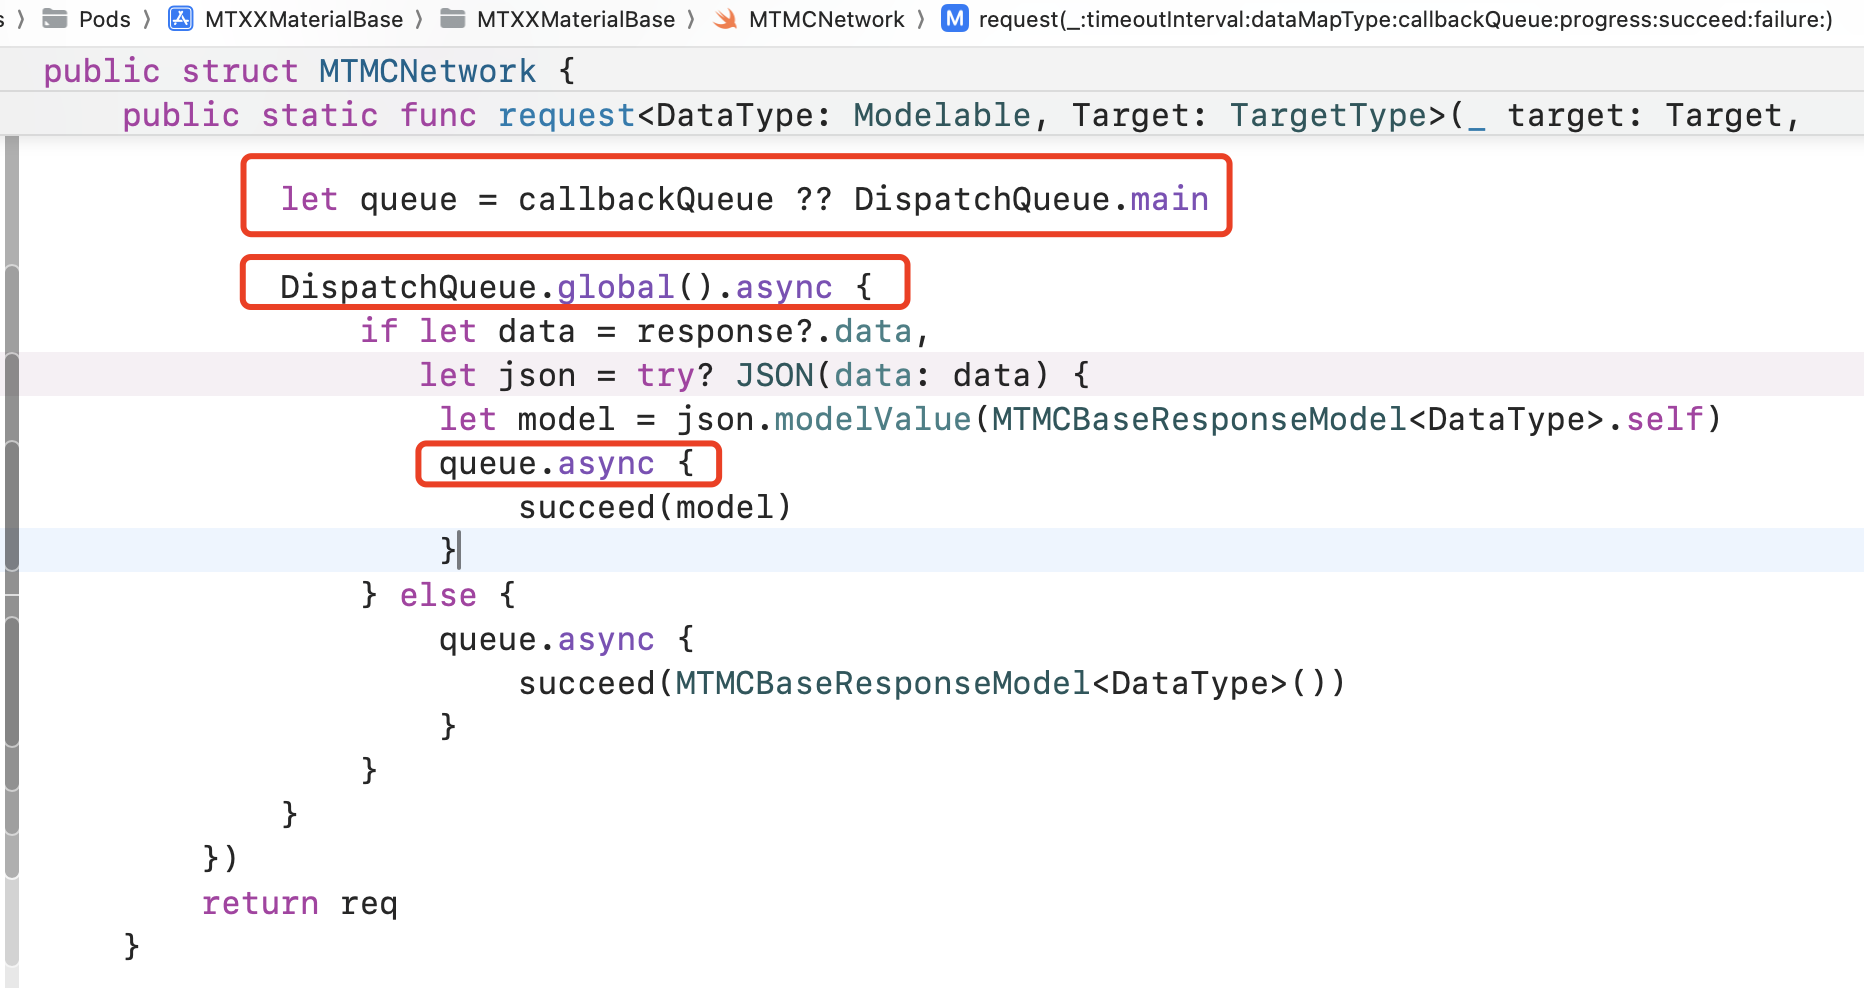 s 〉 Pods 〉 MTXXMaterialBase 〉 MTXXMaterialBase 〉 MTMCNetwork 〉 M request(_:timeoutInterval:dataMapType:callbackQueue:progress:succeed:failure:)
public struct MTMCNetwork {
    public static func request<DataType: Modelable, Target: TargetType>(_ target: Target,
            let queue = callbackQueue ?? DispatchQueue.main
            DispatchQueue.global().async {
                if let data = response?.data,
                   let json = try? JSON(data: data) {
                    let model = json.modelValue(MTMCBaseResponseModel<DataType>.self)
                    queue.async {
                        succeed(model)
                    }
                } else {
                    queue.async {
                        succeed(MTMCBaseResponseModel<DataType>())
                    }
                }
            }
        })
        return req
    }